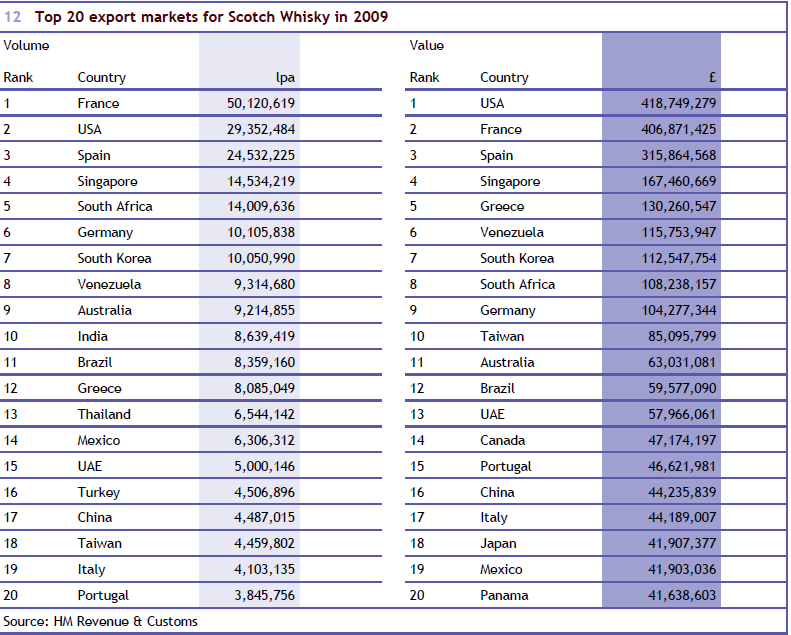 12 Top 20 export markets for Scotch Whisky in 2009
Volume Value
Rank Country lpa Rank Country £
1 France 50,120,619 1 USA 418,749,279
2 USA 29,352,484 2 France 406,871,425
3 Spain 24,532,225 3 Spain 315,864,568
4 Singapore 14,534,219 4 Singapore 167,460,669
5 South Africa 14,009,636 5 Greece 130,260,547
6 Germany 10,105,838 6 Venezuela 115,753,947
7 South Korea 10,050,990 7 South Korea 112,547,754
8 Venezuela 9,314,680 8 South Africa 108,238,157
9 Australia 9,214,855 9 Germany 104,277,344
10 India 8,639,419 10 Taiwan 85,095,799
11 Brazil 8,359,160 11 Australia 63,031,081
12 Greece 8,085,049 12 Brazil 59,577,090
13 Thailand 6,544,142 13 UAE 57,966,061
14 Mexico 6,306,312 14 Canada 47,174,197
15 UAE 5,000,146 15 Portugal 46,621,981
16 Turkey 4,506,896 16 China 44,235,839
17 China 4,487,015 17 Italy 44,189,007
18 Taiwan 4,459,802 18 Japan 41,907,377
19 Italy 4,103,135 19 Mexico 41,903,036
20 Portugal 3,845,756 20 Panama 41,638,603
Source: HM Revenue & Customs